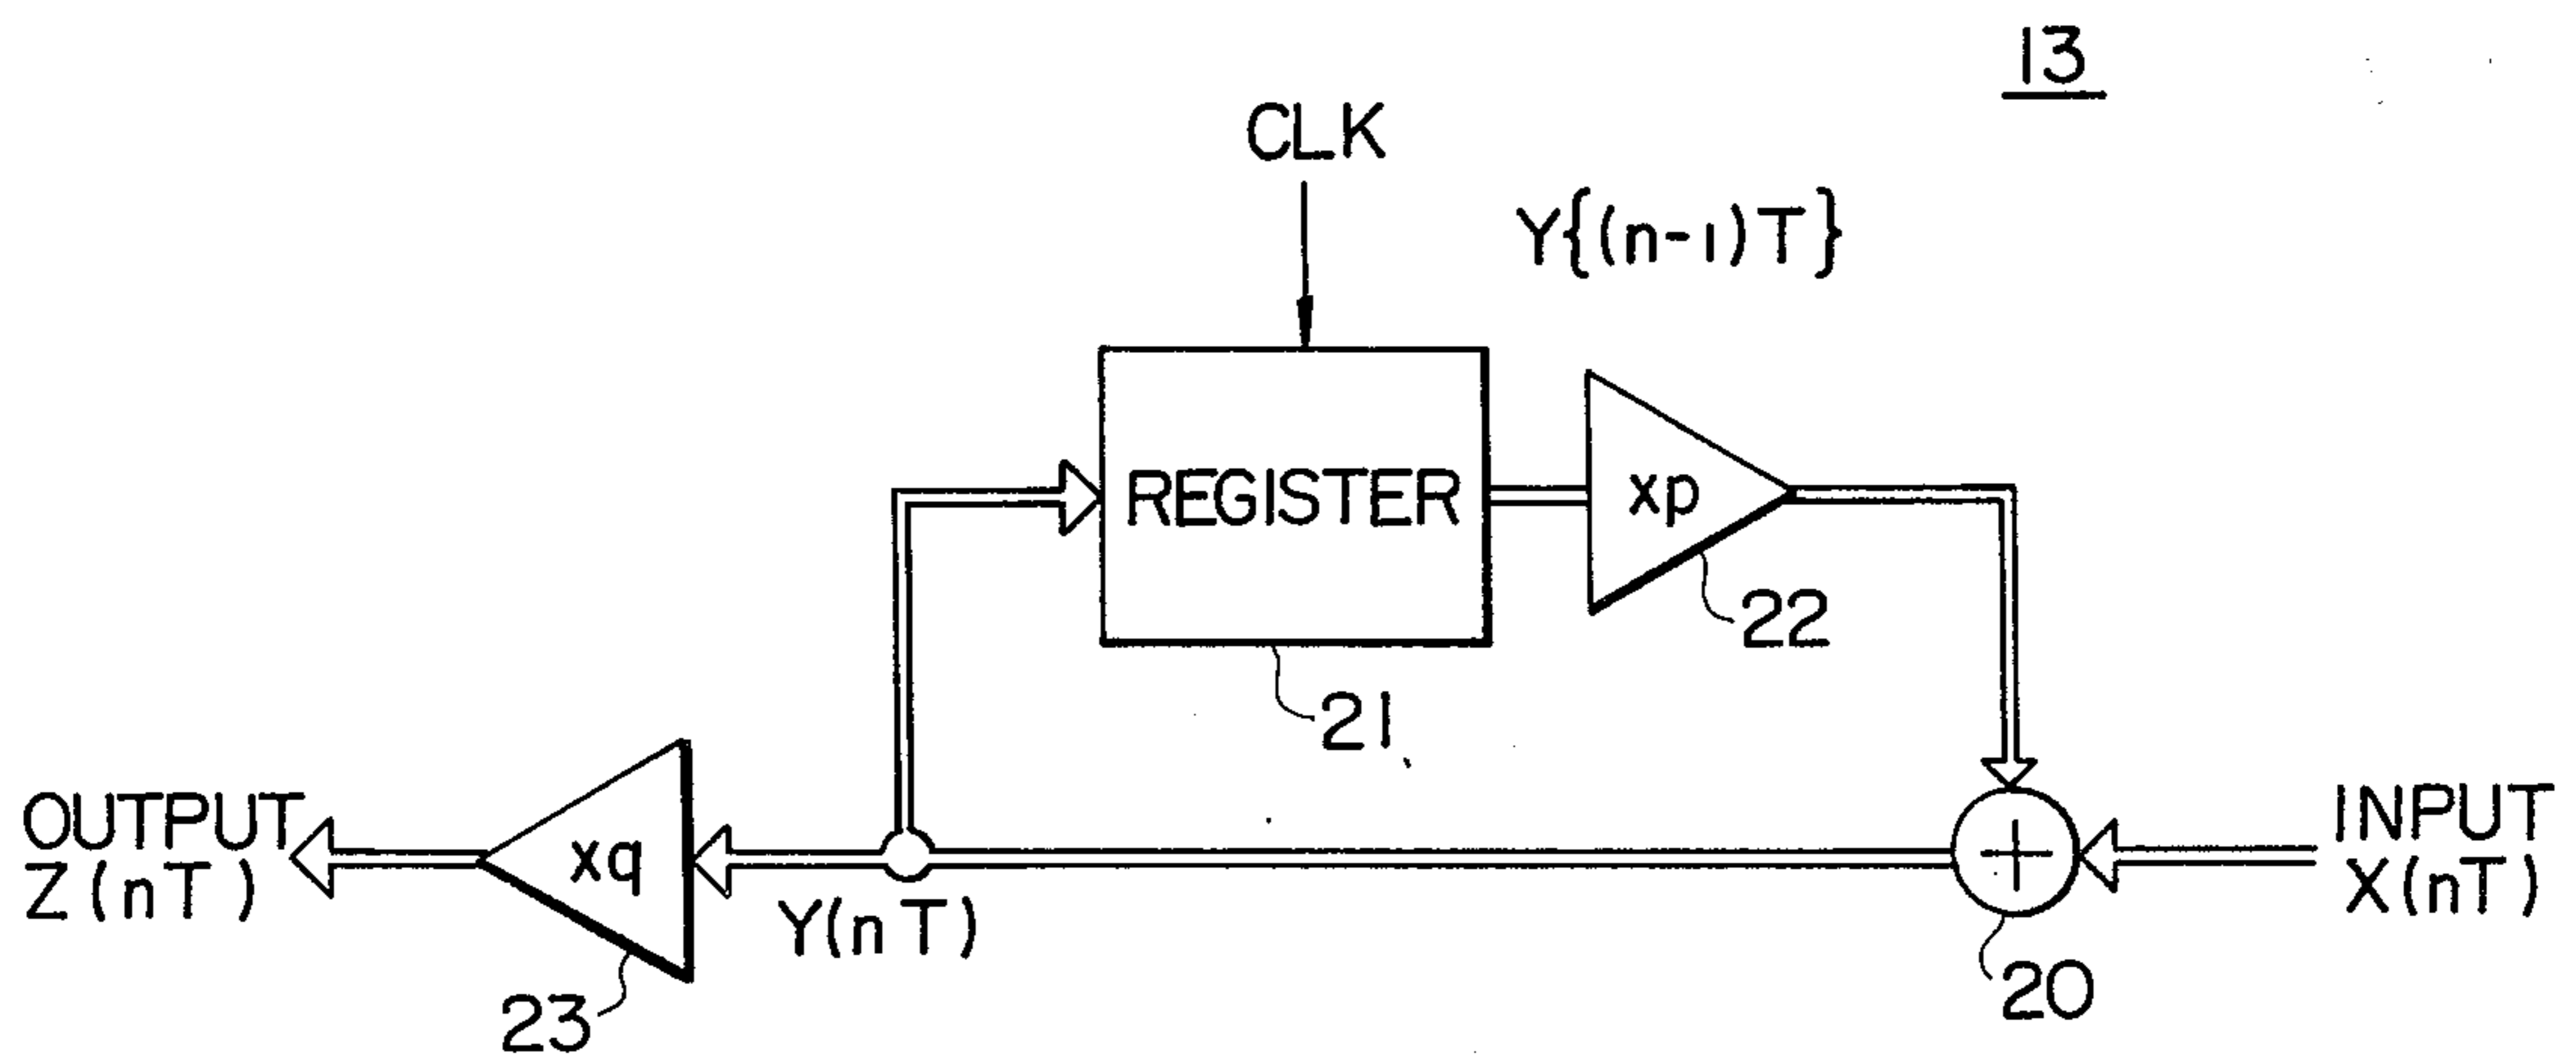 13
CLK
Y{(n-1)T}
REGISTER
xp
22
21
OUTPUT
Z(nT)
xq
Y(nT)
INPUT
X(nT)
+
20
23